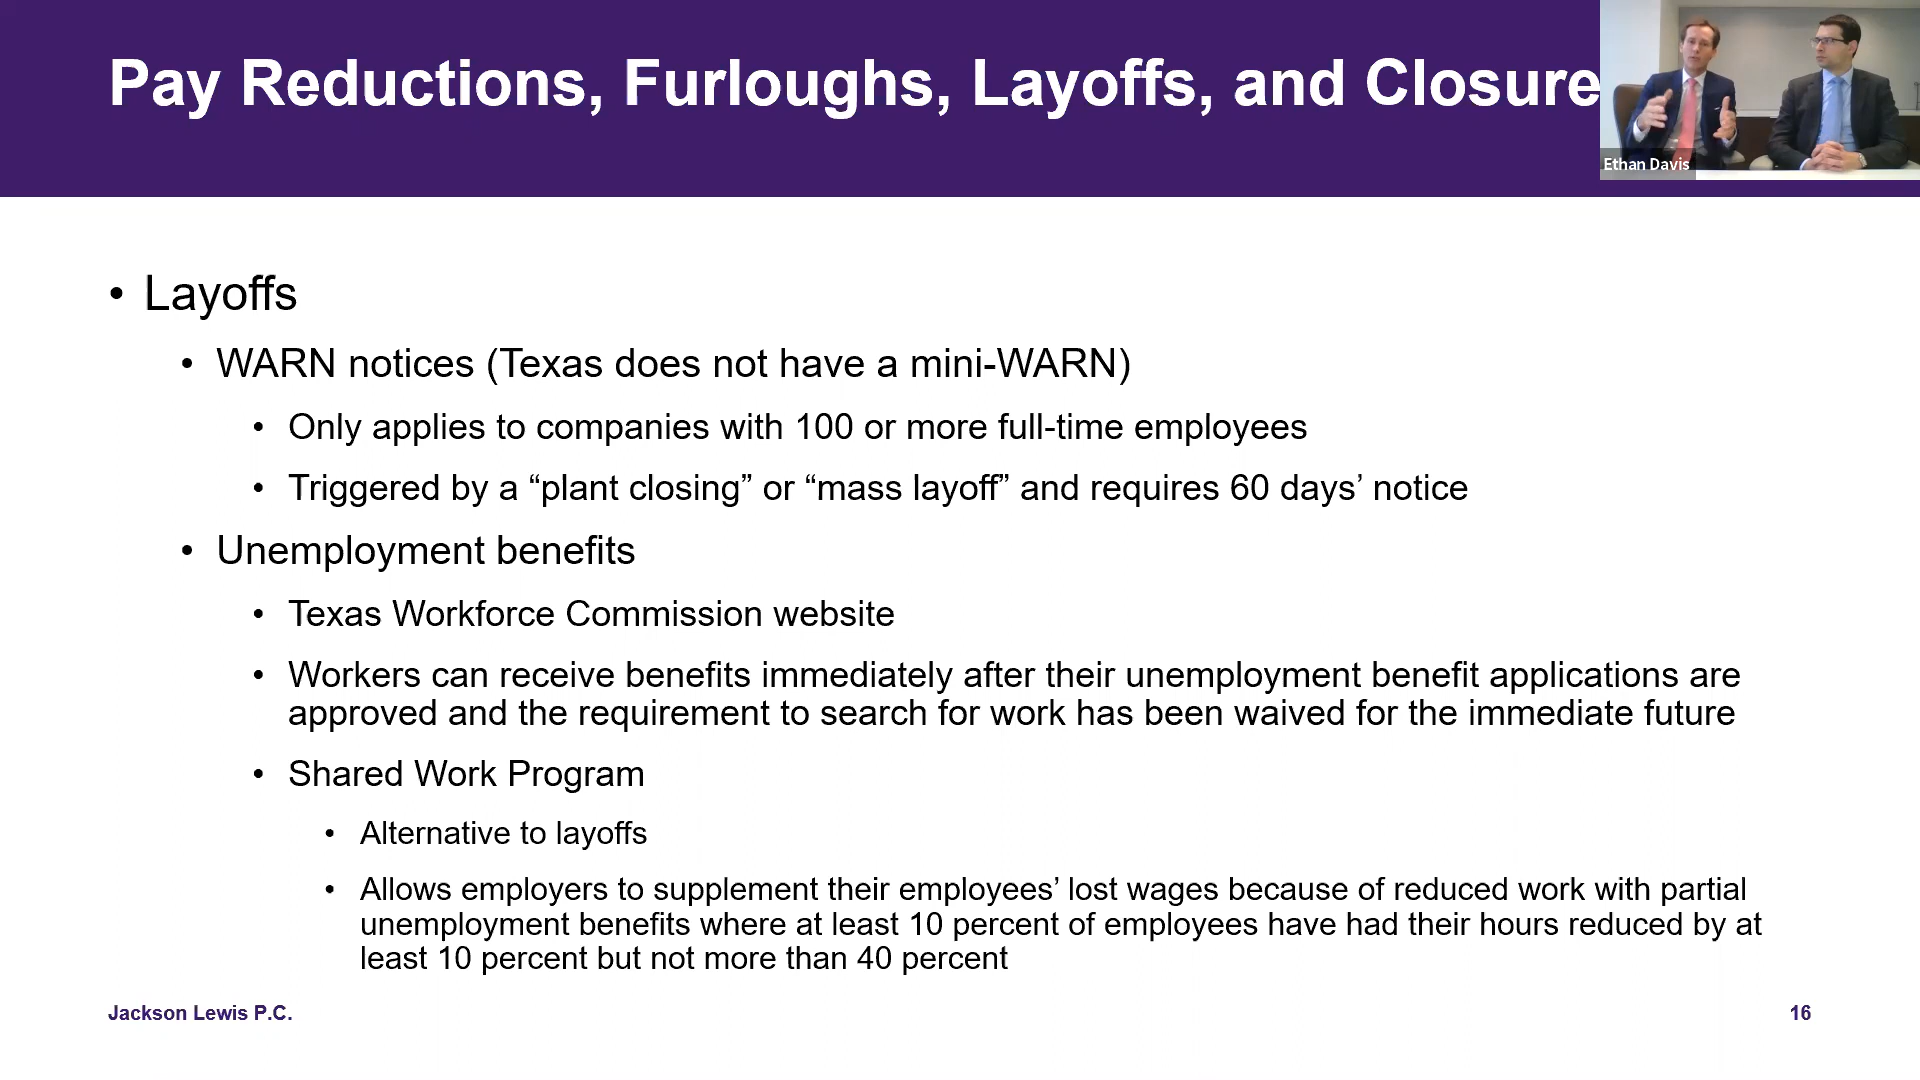 Pay Reductions, Furloughs, Layoffs, and Closure
Ethan Davis
• Layoffs
• WARN notices (Texas does not have a mini-WARN)
• Only applies to companies with 100 or more full-time employees
• Triggered by a “plant closing” or “mass layoff” and requires 60 days’ notice
• Unemployment benefits
• Texas Workforce Commission website
• Workers can receive benefits immediately after their unemployment benefit applications are
approved and the requirement to search for work has been waived for the immediate future
• Shared Work Program
• Alternative to layoffs
• Allows employers to supplement their employees’ lost wages because of reduced work with partial
unemployment benefits where at least 10 percent of employees have had their hours reduced by at
least 10 percent but not more than 40 percent
Jackson Lewis P.C.
16